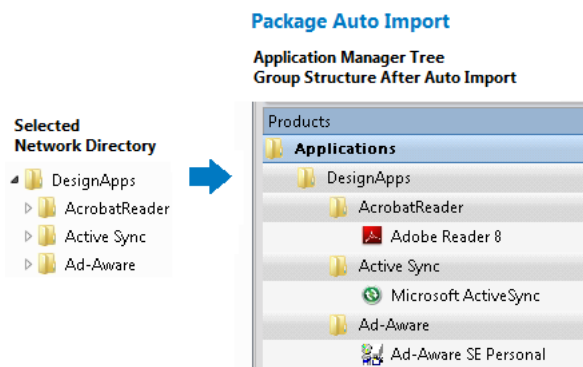 Package Auto Import
Application Manager Tree
Group Structure After Auto Import
Selected
Network Directory
DesignApps
AcrobatReader
Active Sync
Ad-Aware
Products
Applications
DesignApps
AcrobatReader
Adobe Reader 8
Active Sync
Microsoft ActiveSync
Ad-Aware
Ad-Aware SE Personal